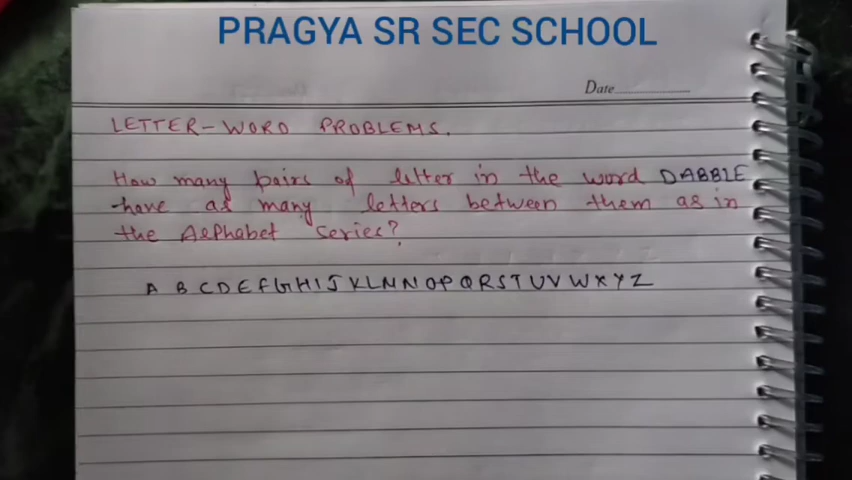 PRAGYA SR SEC SCHOOL
Date
LETTER-WORD PROBLEMS.
How many pairs of letter in the word DABBLE
have as many letters between them as in
the Alphabet series?
A B C D E F G H I J K L M N O P Q R S T U V W X Y Z